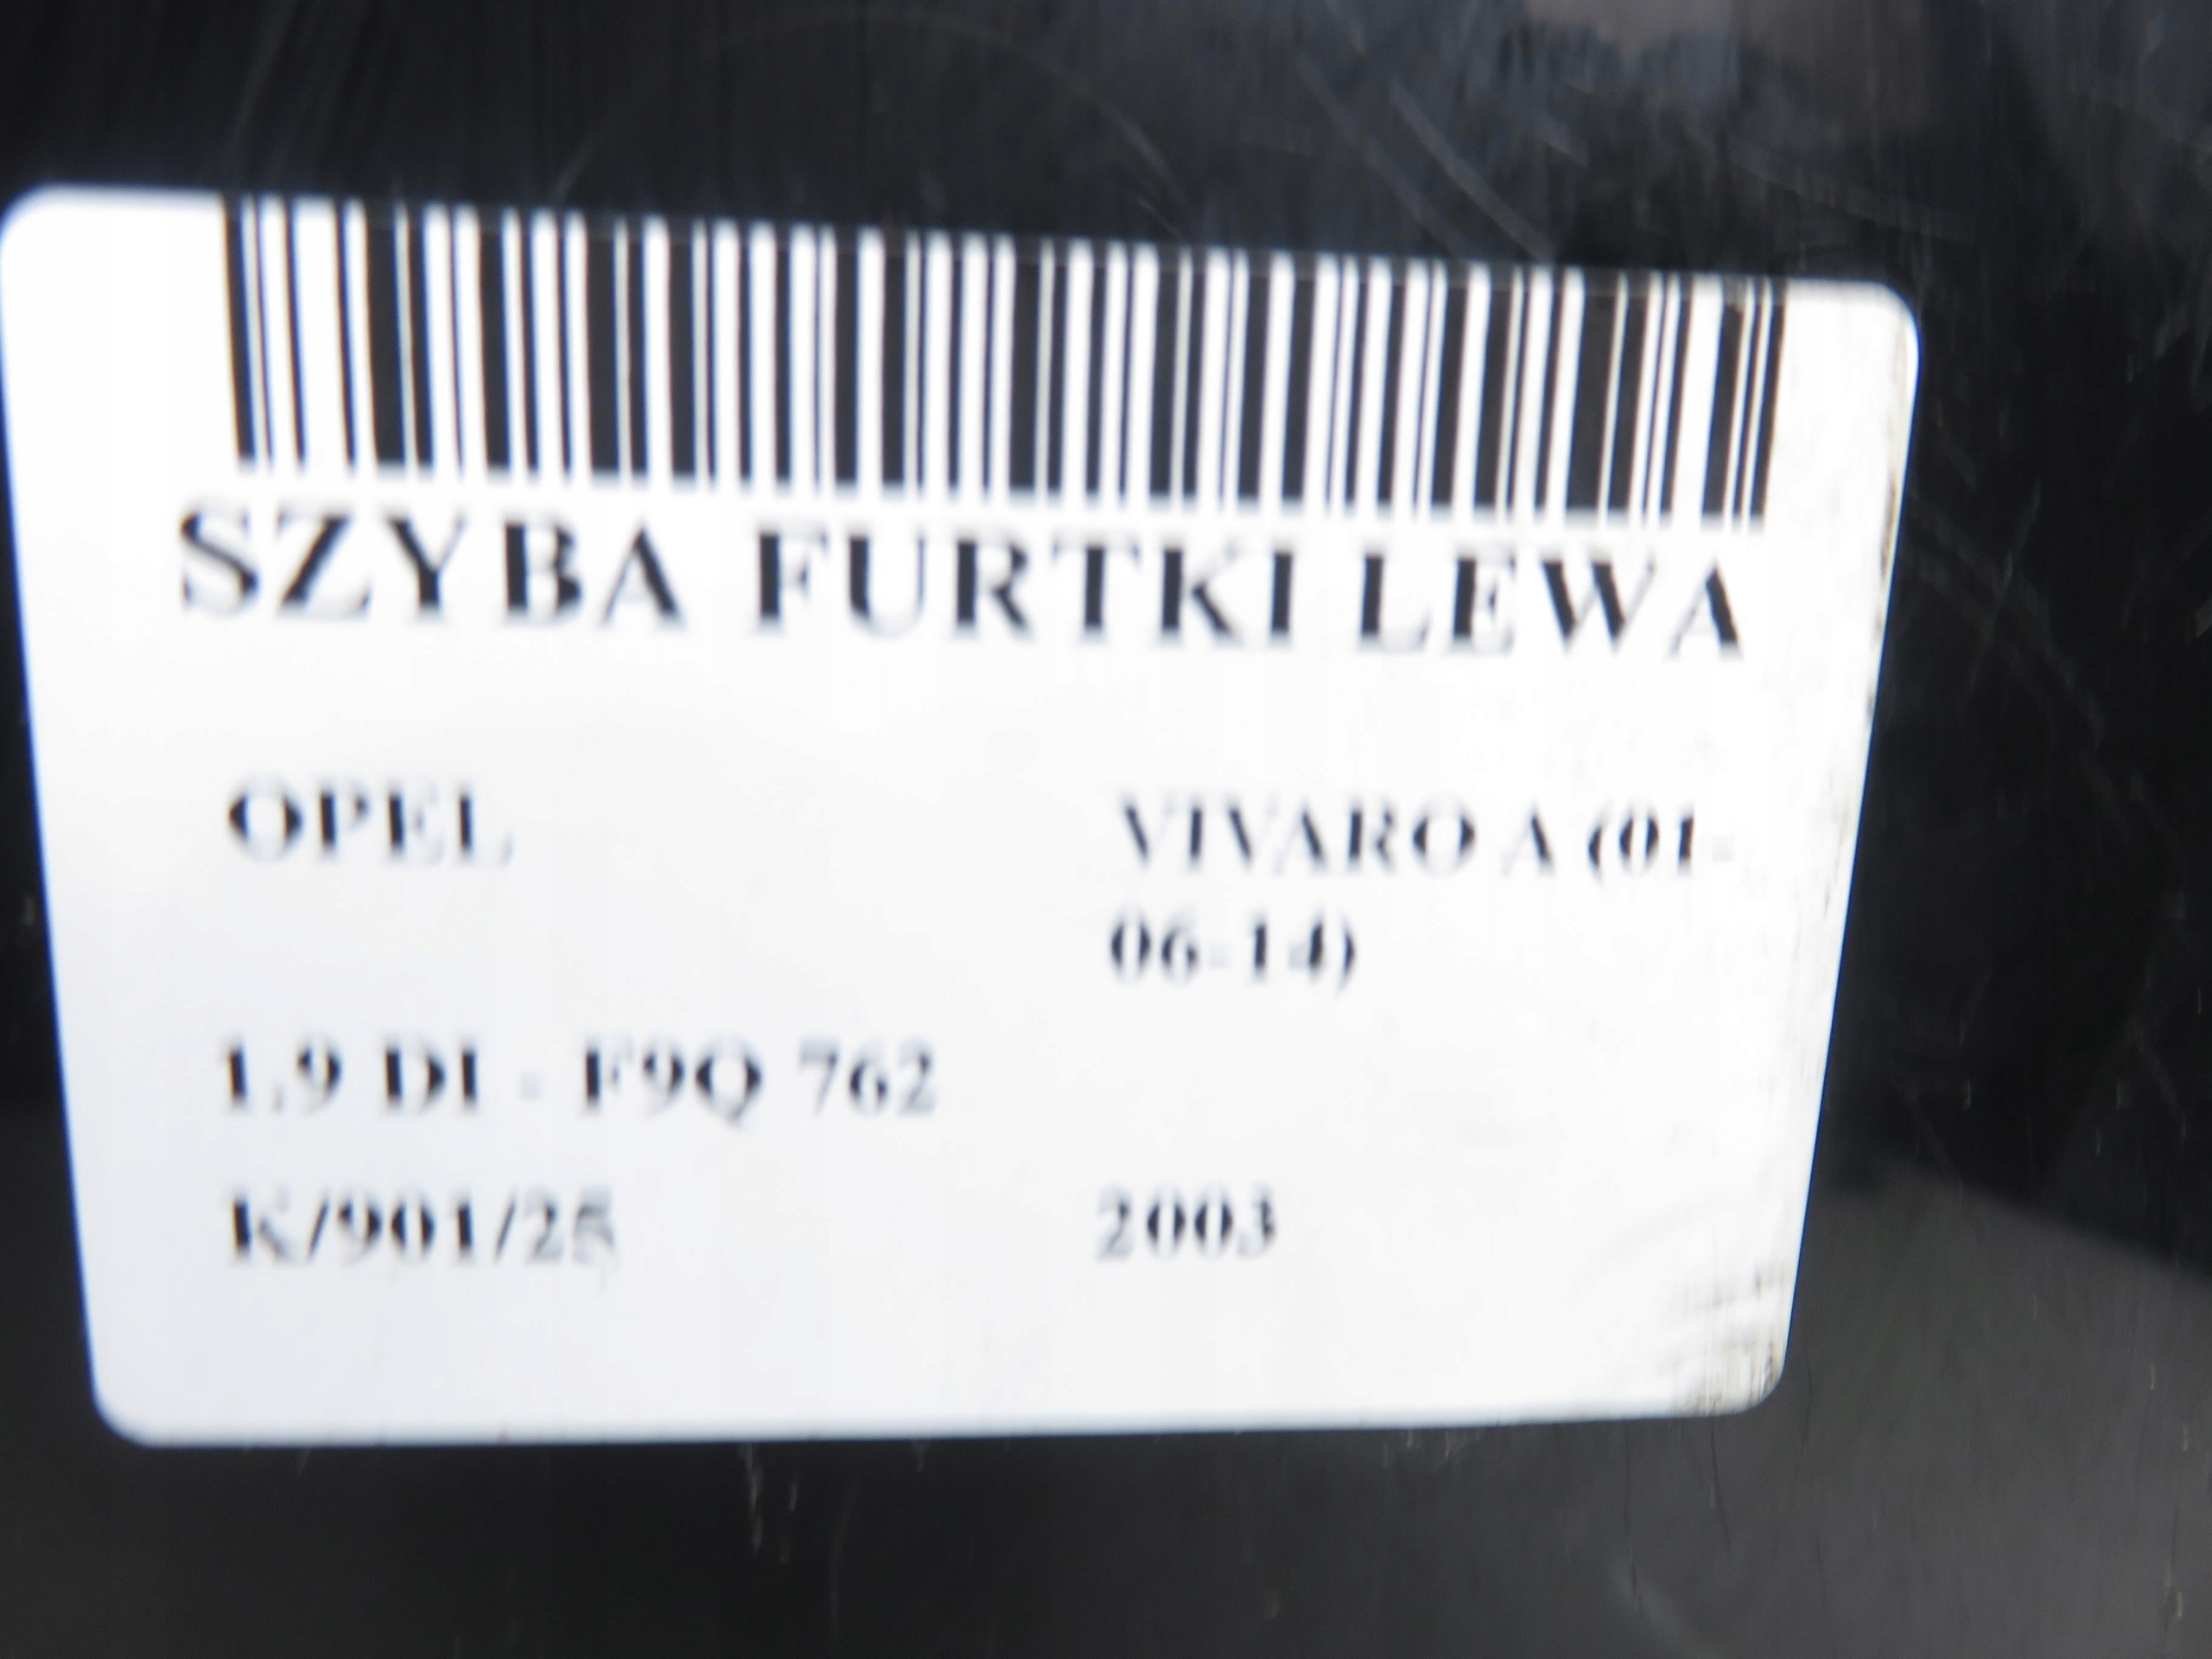 SZYBA FURTKI LEWA
OPEL
VIVARO A (01-
06-14)
1.9 DI - F9Q 762
K/901/25
2003